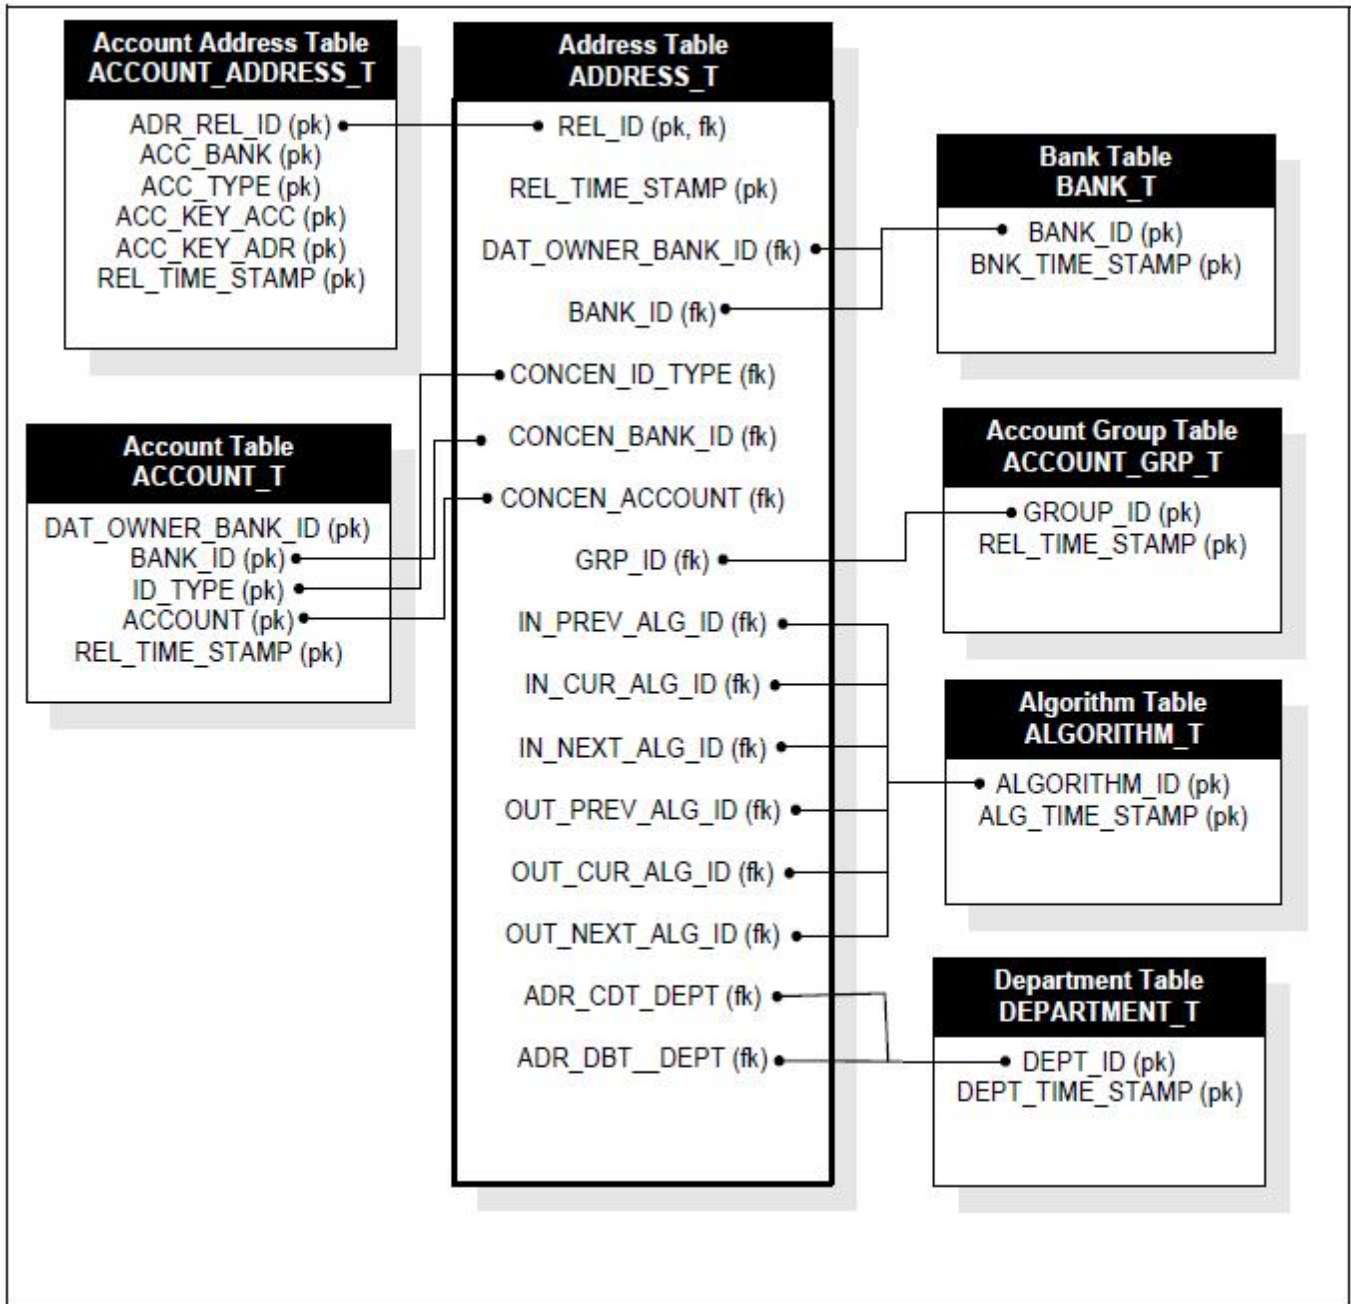 Account Address Table
ACCOUNT_ADDRESS_T
ADR_REL_ID (pk)
ACC_BANK (pk)
ACC_TYPE (pk)
ACC_KEY_ACC (pk)
ACC_KEY_ADR (pk)
REL_TIME_STAMP (pk)
Account Table
ACCOUNT_T
DAT_OWNER_BANK_ID (pk)
BANK_ID (pk)
ID_TYPE (pk)
ACCOUNT (pk)
REL_TIME_STAMP (pk)
Address Table
ADDRESS_T
REL_ID (pk, fk)
REL_TIME_STAMP (pk)
DAT_OWNER_BANK_ID (fk)
BANK_ID (fk)
CONCEN_ID_TYPE (fk)
CONCEN_BANK_ID (fk)
CONCEN_ACCOUNT (fk)
GRP_ID (fk)
IN_PREV_ALG_ID (fk)
IN_CUR_ALG_ID (fk)
IN_NEXT_ALG_ID (fk)
OUT_PREV_ALG_ID (fk)
OUT_CUR_ALG_ID (fk)
OUT_NEXT_ALG_ID (fk)
ADR_CDT_DEPT (fk)
ADR_DBT__DEPT (fk)
Bank Table
BANK_T
BANK_ID (pk)
BNK_TIME_STAMP (pk)
Account Group Table
ACCOUNT_GRP_T
GROUP_ID (pk)
REL_TIME_STAMP (pk)
Algorithm Table
ALGORITHM_T
ALGORITHM_ID (pk)
ALG_TIME_STAMP (pk)
Department Table
DEPARTMENT_T
DEPT_ID (pk)
DEPT_TIME_STAMP (pk)